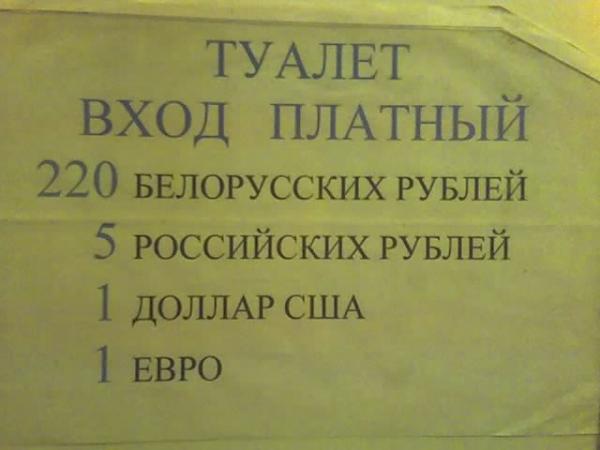 ТУАЛЕТ
ВХОД ПЛАТНЫЙ
220 БЕЛОРУССКИХ РУБЛЕЙ
5 РОССИЙСКИХ РУБЛЕЙ
1 ДОЛЛАР США
1 ЕВРО